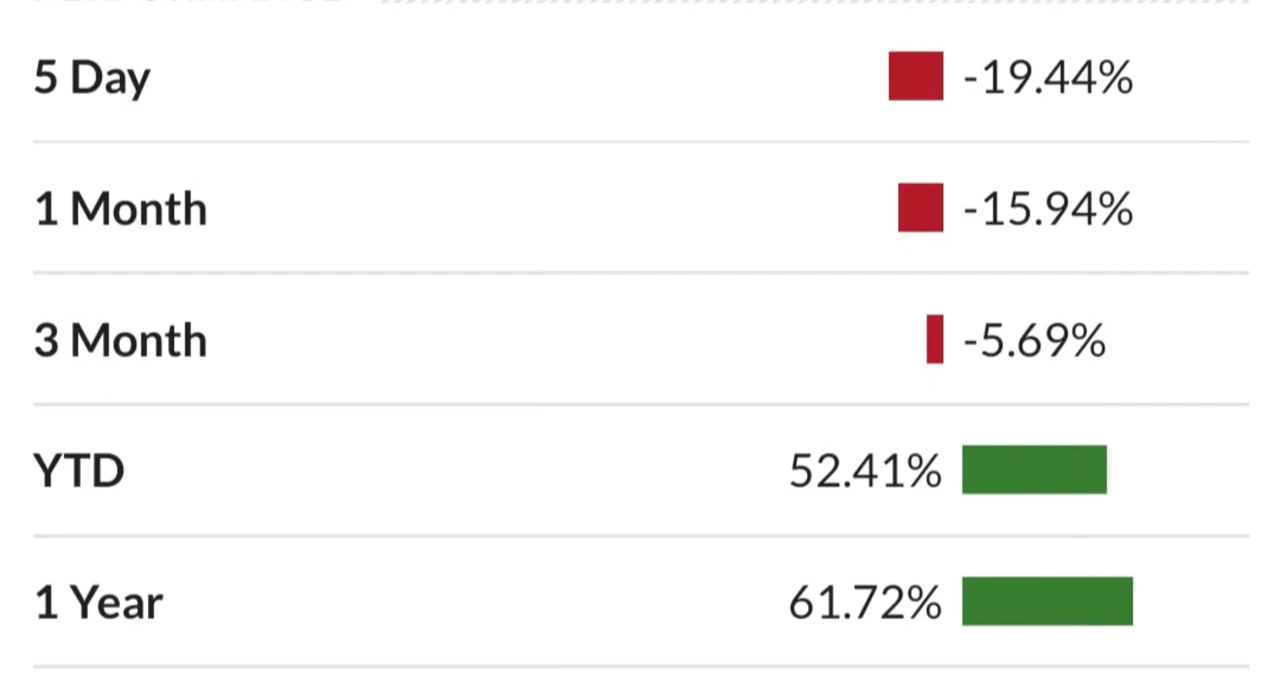 5 Day -19.44%
1 Month -15.94%
3 Month -5.69%
YTD 52.41%
1 Year 61.72%